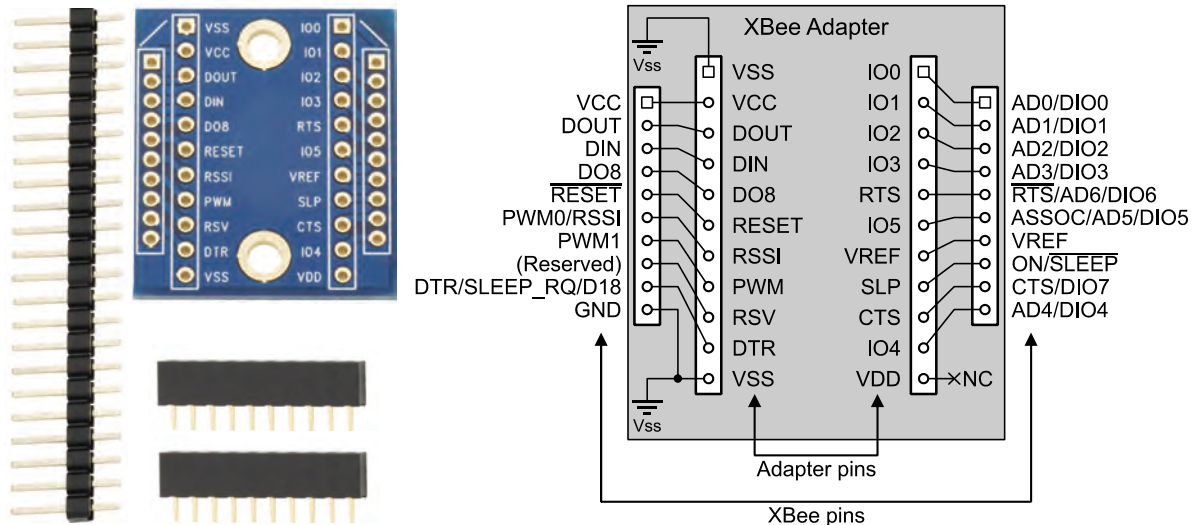 VSS IO0
VCC IO1
DOUT IO2
DIN IO3
DO8 RTS
RESET IO5
RSSI VREF
PWM SLP
RSV CTS
DTR IO4
VSS VDD
XBee Adapter
Vss
VSS IO0
VCC VCC IO1 AD0/DIO0
DOUT DOUT IO2 AD1/DIO1
DIN DIN IO3 AD2/DIO2
DO8 DO8 RTS AD3/DIO3
RESET RESET IO5 RTS/AD6/DIO6
PWM0/RSSI RSSI VREF ASSOC/AD5/DIO5
PWM1 PWM SLP VREF
(Reserved) RSV CTS ON/SLEEP
DTR/SLEEP_RQ/D18 DTR IO4 CTS/DIO7
GND VSS VDD NC AD4/DIO4
Vss
Adapter pins
XBee pins